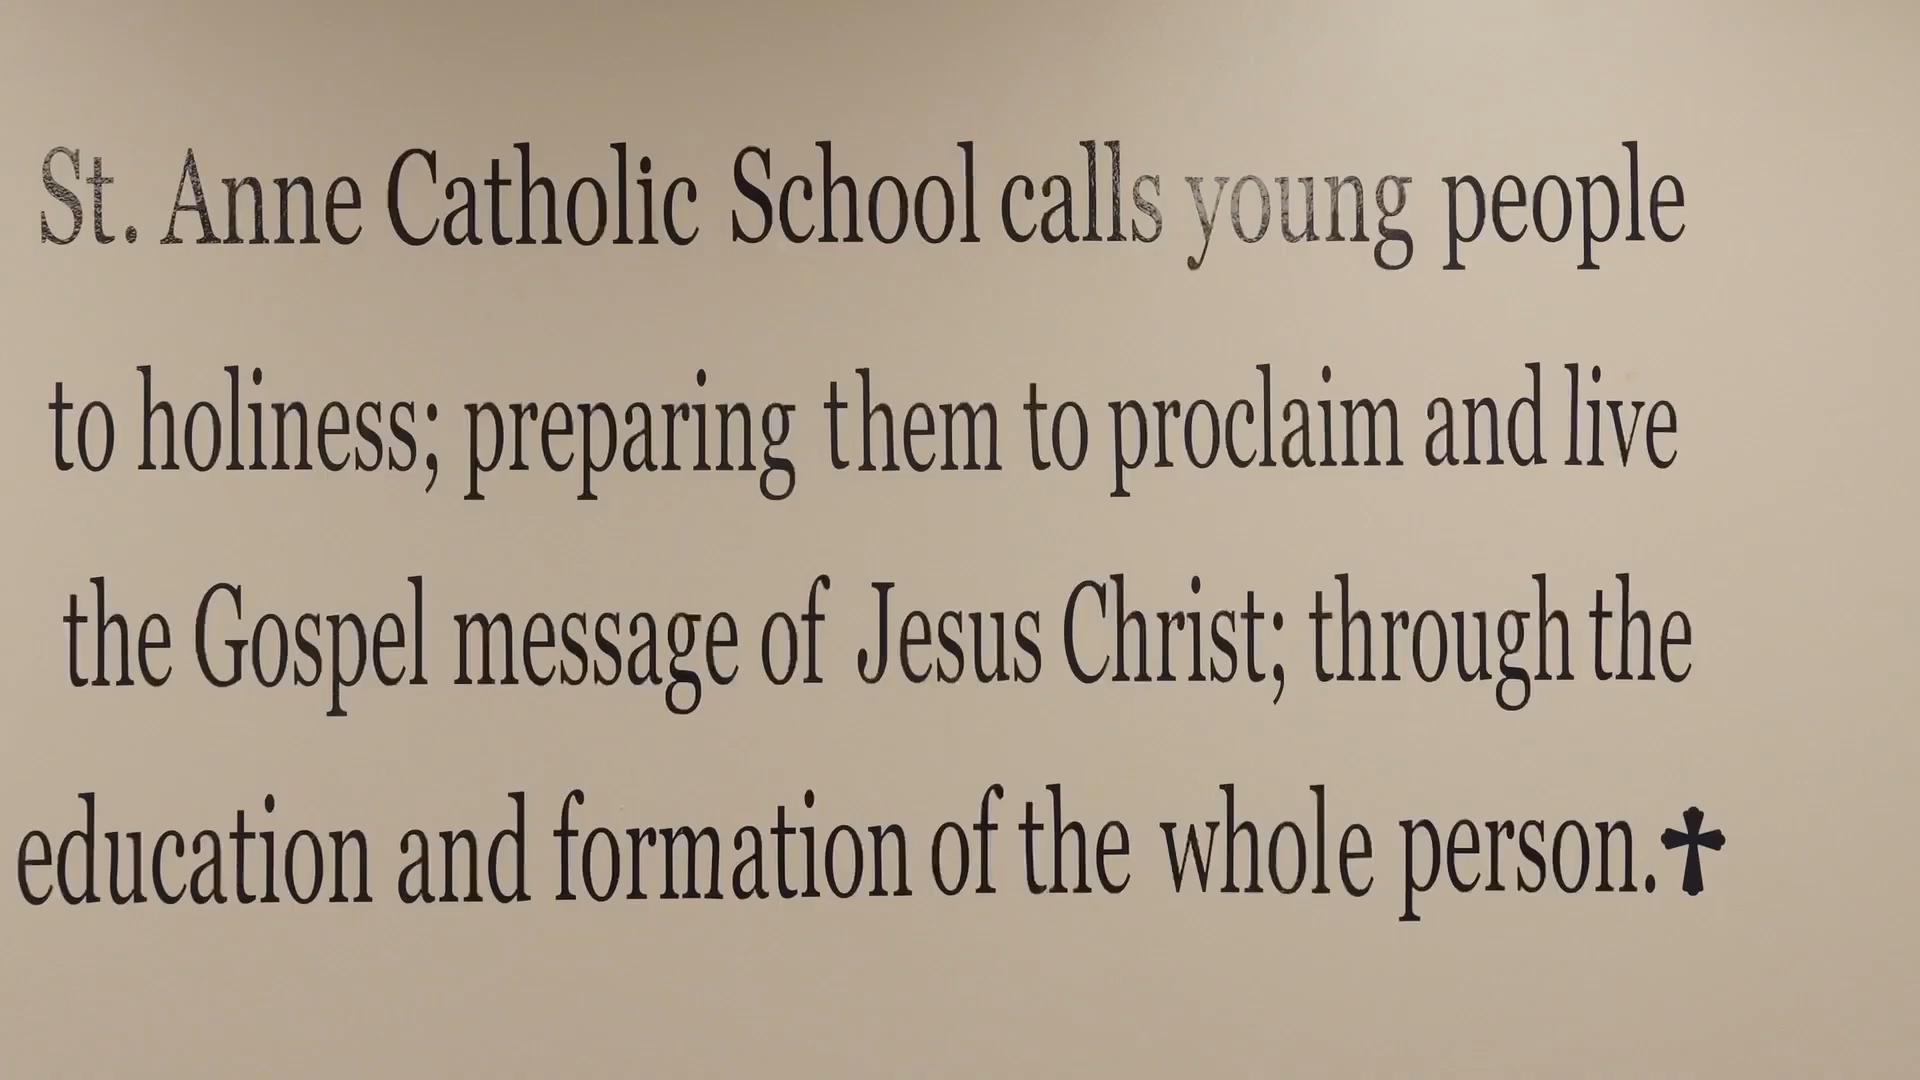 St. Anne Catholic School calls young people
to holiness; preparing them to proclaim and live
the Gospel message of Jesus Christ; through the
education and formation of the whole person.✝